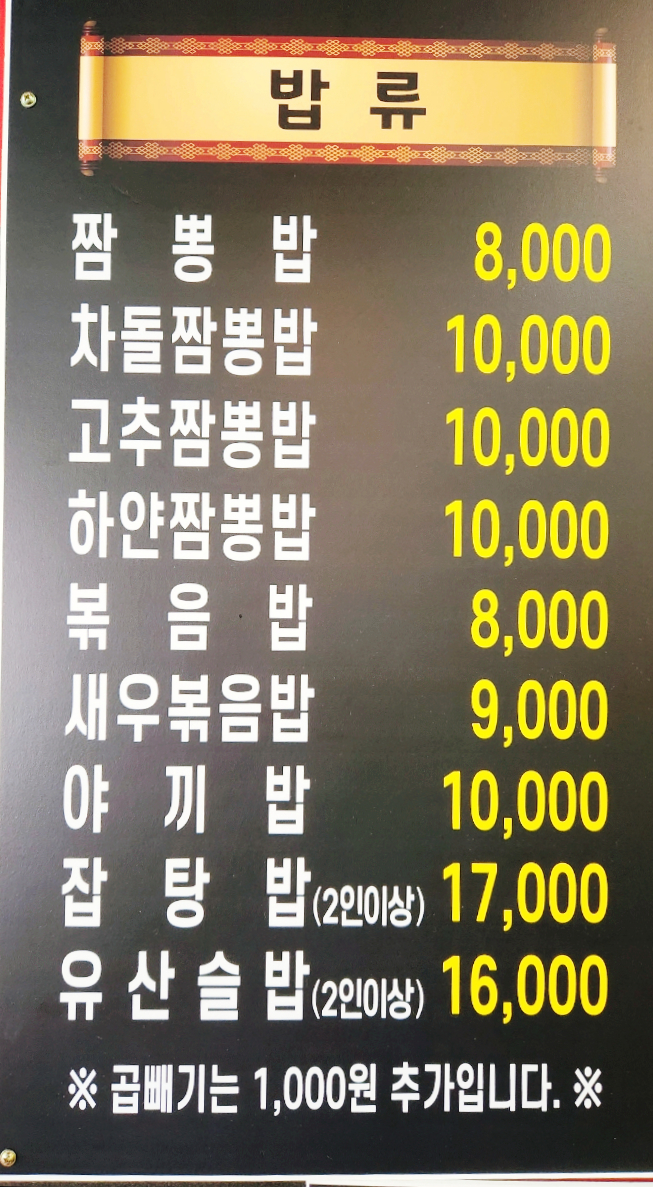 밥 류
짬 뽕 밥 8,000
차돌짬뽕밥 10,000
고추짬뽕밥 10,000
하얀짬뽕밥 10,000
볶 음 밥 8,000
새우볶음밥 9,000
야 끼 밥 10,000
잡 탕 밥(2인이상) 17,000
유 산 슬 밥(2인이상) 16,000
※ 곱빼기는 1,000원 추가입니다. ※